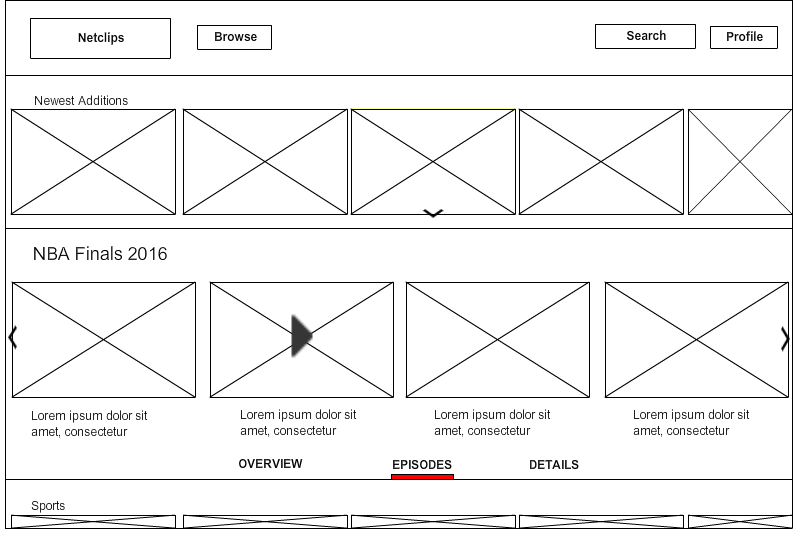 Netclips
Browse
Search
Profile
Newest Additions
NBA Finals 2016
Lorem ipsum dolor sit
amet, consectetur
Lorem ipsum dolor sit
amet, consectetur
Lorem ipsum dolor sit
amet, consectetur
Lorem ipsum dolor sit
amet, consectetur
OVERVIEW
EPISODES
DETAILS
Sports